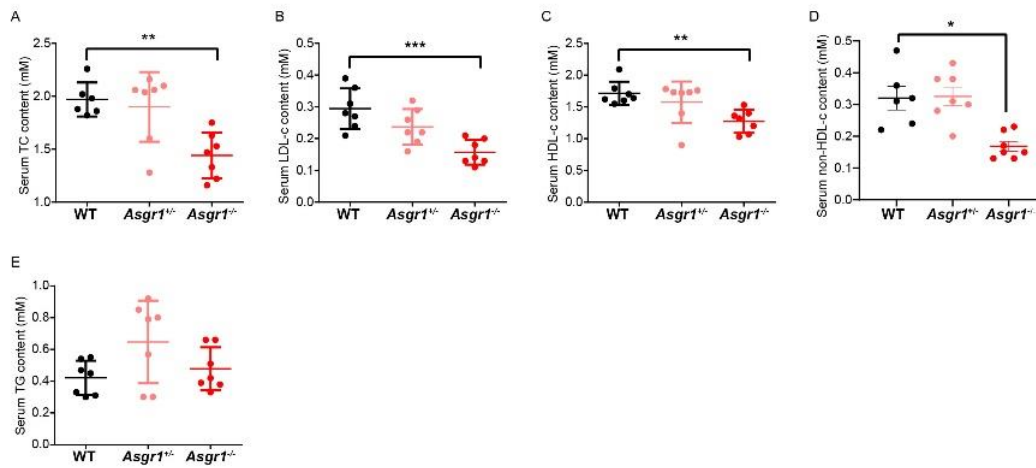 A
Serum TC content (mM)
2.5
2.0
1.5
1.0
**
WT
Asgr1+/-
Asgr1-/-
B
Serum LDL-c content (mM)
0.5
0.4
0.3
0.2
0.1
0.0
***
WT
Asgr1+/-
Asgr1-/-
C
Serum HDL-c content (mM)
2.5
2.0
1.5
1.0
0.5
0.0
**
WT
Asgr1+/-
Asgr1-/-
D
Serum non-HDL-c content (mM)
0.5
0.4
0.3
0.2
0.1
0.0
*
WT
Asgr1+/-
Asgr1-/-
E
Serum TG content (mM)
1.0
0.8
0.6
0.4
0.2
0.0
WT
Asgr1+/-
Asgr1-/-